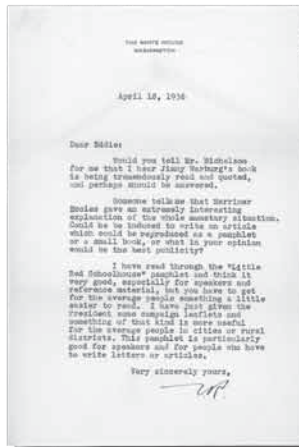 THE WHITE HOUSE
WASHINGTON
April 18, 1936
Dear Eddie:
Would you tell Mr. Michelson
for me that I hear Jimmy Warburg's book
is being tremendously read and quoted,
and perhaps should be answered.
Someone tells me that Marriner
Eccles gave an extremely interesting
explanation of the whole monetary situation.
Could he be induced to write an article
which could be reproduced as a pamphlet
or a small book, or what in your opinion
would be the best publicity?
I have read through the "Little
Red Schoolhouse" pamphlet and think it
very good, especially for speakers and
reference material, but you have to get
for the average people something a little
easier to read. I have just given the
President some campaign leaflets and
something of that kind is more useful
for the average people in cities or rural
districts. This pamphlet is particularly
good for speakers and for people who have
to write letters or articles.
Very sincerely yours,